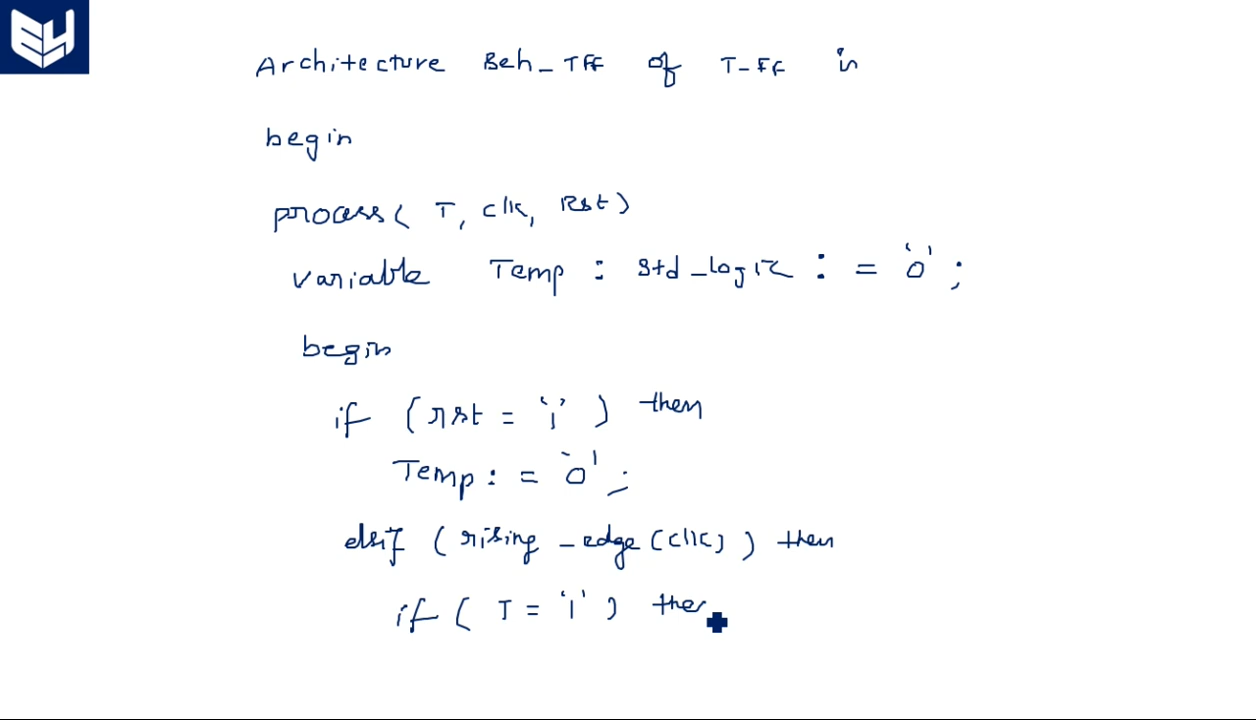 Architecture Beh_TFF of T-FF is
begin
process( T, clk, Rst)
variable Temp : std_logic := '0' ;
begin
if (rst = '1' ) then
Temp := '0' ;
elsif ( rising_edge(clk) ) then
if ( T = '1' ) then